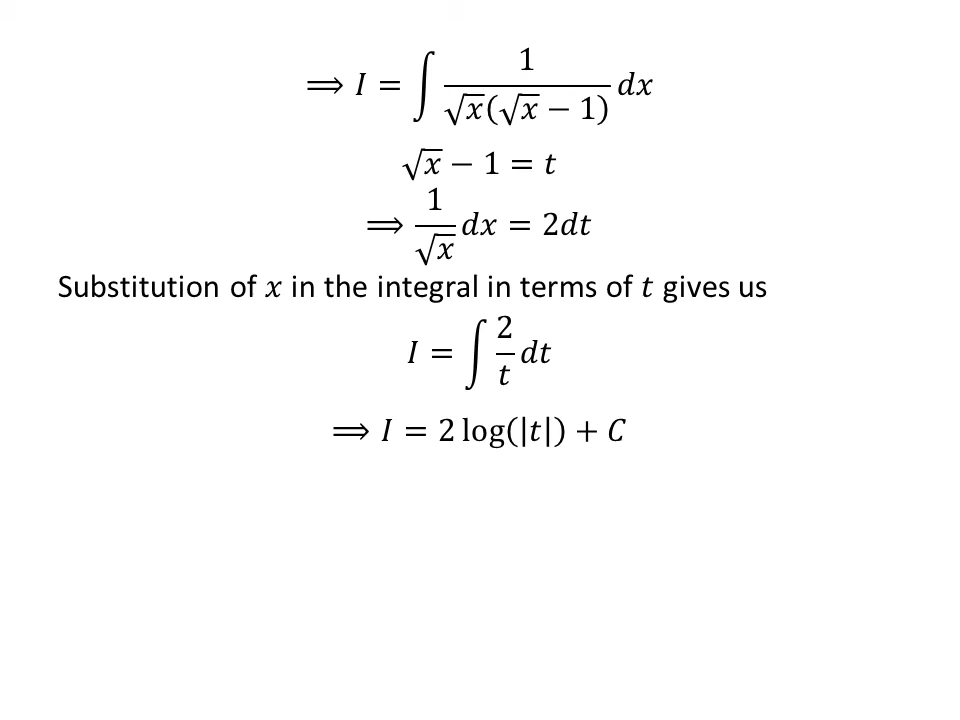 ⟹ I = ∫ 1/(√x(√x − 1)) dx
√x − 1 = t
⟹ 1/√x dx = 2dt
Substitution of x in the integral in terms of t gives us
I = ∫ 2/t dt
⟹ I = 2 log(|t|) + C